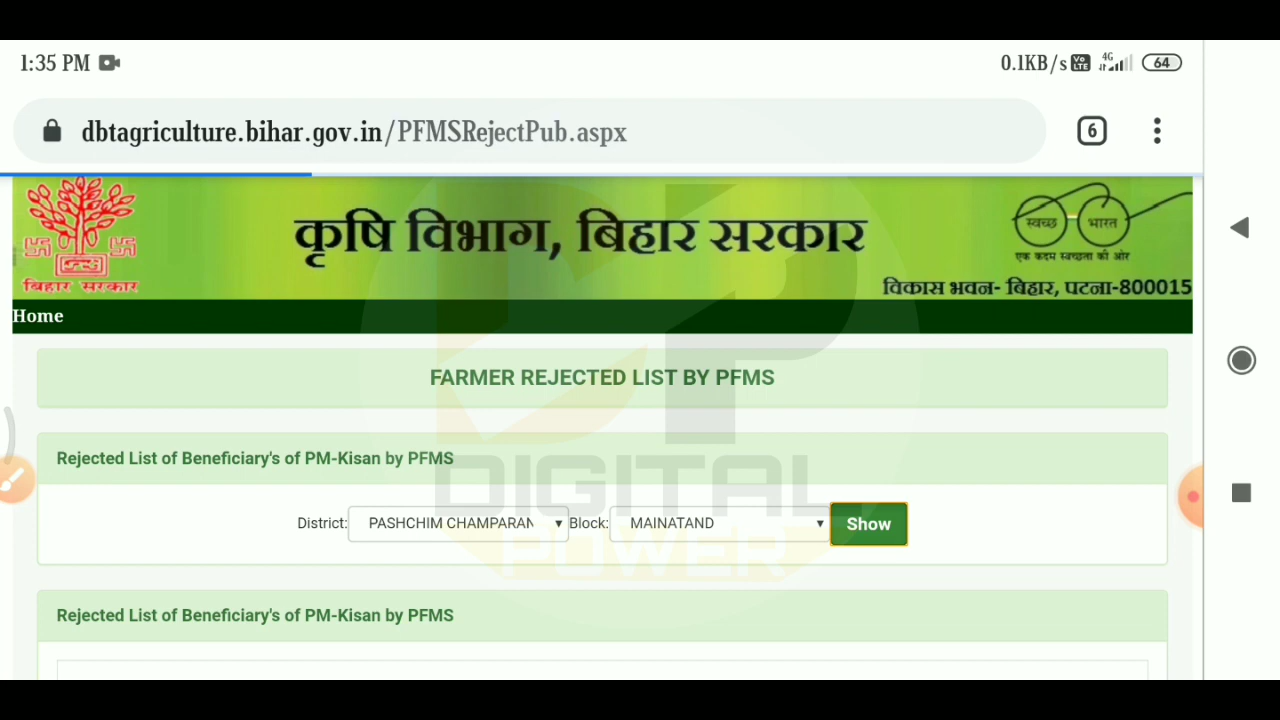 1:35 PM 0.1KB/s Vo LTE 4G 64
dbtagriculture.bihar.gov.in/PFMSRejectPub.aspx 6
कृषि विभाग, बिहार सरकार
स्वच्छ भारत
एक कदम स्वच्छता की ओर
बिहार सरकार
विकास भवन- बिहार, पटना-800015
Home
FARMER REJECTED LIST BY PFMS
Rejected List of Beneficiary's of PM-Kisan by PFMS
DIGITAL
District: PASHCHIM CHAMPARAN Block: MAINATAND Show
POWER
Rejected List of Beneficiary's of PM-Kisan by PFMS